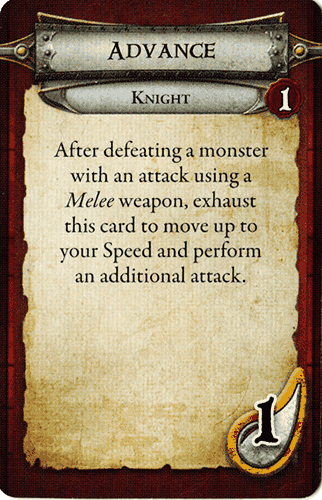 Advance
Knight
1
After defeating a monster
with an attack using a
Melee weapon, exhaust
this card to move up to
your Speed and perform
an additional attack.
1